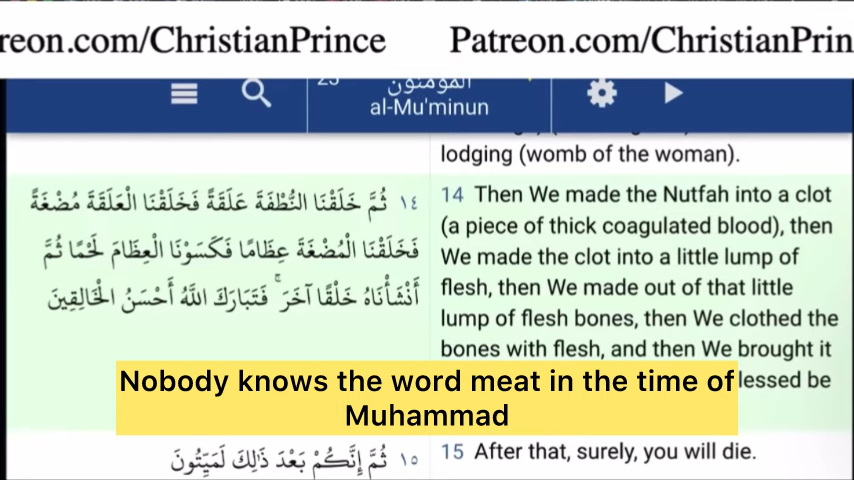 reon.com/ChristianPrince Patreon.com/ChristianPrin
المؤمنون
al-Mu'minun
lodging (womb of the woman).
١٤ ثُمَّ خَلَقْنَا النُّطْفَةَ عَلَقَةً فَخَلَقْنَا الْعَلَقَةَ مُضْغَةً
فَخَلَقْنَا الْمُضْغَةَ عِظَامًا فَكَسَوْنَا الْعِظَامَ لَحْمًا ثُمَّ
أَنْشَأْنَاهُ خَلْقًا آخَرَ ۚ فَتَبَارَكَ اللَّهُ أَحْسَنُ الْخَالِقِينَ
14 Then We made the Nutfah into a clot
(a piece of thick coagulated blood), then
We made the clot into a little lump of
flesh, then We made out of that little
lump of flesh bones, then We clothed the
bones with flesh, and then We brought it
lessed be
Nobody knows the word meat in the time of
Muhammad
١٥ ثُمَّ إِنَّكُمْ بَعْدَ ذَٰلِكَ لَمَيِّتُونَ
15 After that, surely, you will die.